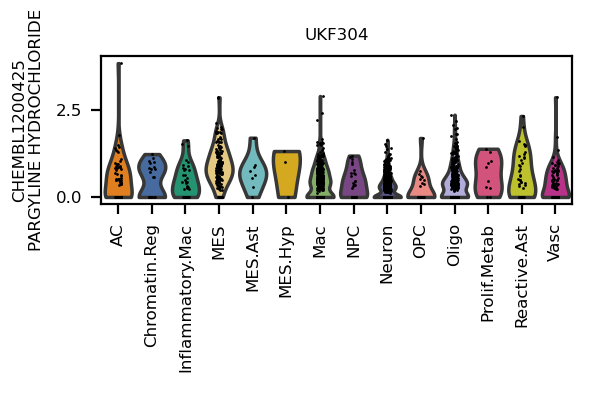 UKF304
CHEMBL1200425
PARGYLINE HYDROCHLORIDE
2.5
0.0
AC
Chromatin.Reg
Inflammatory.Mac
MES
MES.Ast
MES.Hyp
Mac
NPC
Neuron
OPC
Oligo
Prolif.Metab
Reactive.Ast
Vasc